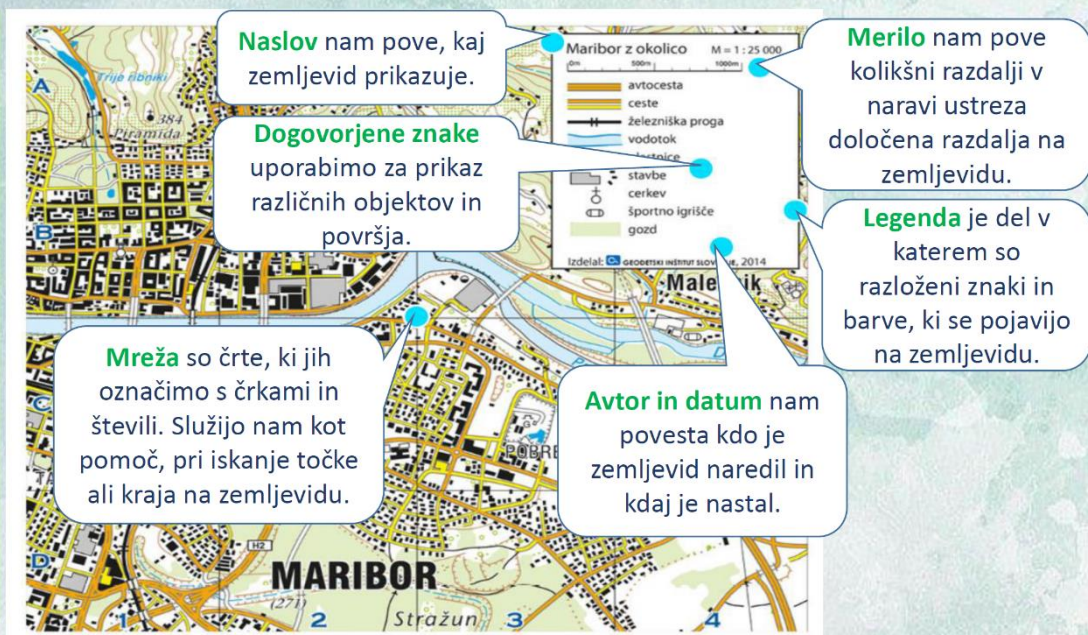 Naslov nam pove, kaj
zemljevid prikazuje.
Maribor z okolico M = 1 : 25 000
0m 500m 1000m
avtocesta
ceste
železniška proga
vodotok
stavbe
cerkev
športno igrišče
gozd
Izdelal: GEODETSKI INŠTITUT SLOVENIJE, 2014
Merilo nam pove
kolikšni razdalji v
naravi ustreza
določena razdalja na
zemljevidu.
Dogovorjene znake
uporabimo za prikaz
različnih objektov in
površja.
Legenda je del v
katerem so
razloženi znaki in
barve, ki se pojavijo
na zemljevidu.
Mreža so črte, ki jih
označimo s črkami in
števili. Služijo nam kot
pomoč, pri iskanje točke
ali kraja na zemljevidu.
Avtor in datum nam
povesta kdo je
zemljevid naredil in
kdaj je nastal.
A
Trije ribniki
384
Piramida
B
C
D
H2
MARIBOR
(271)
Stražun
1 2 3 4